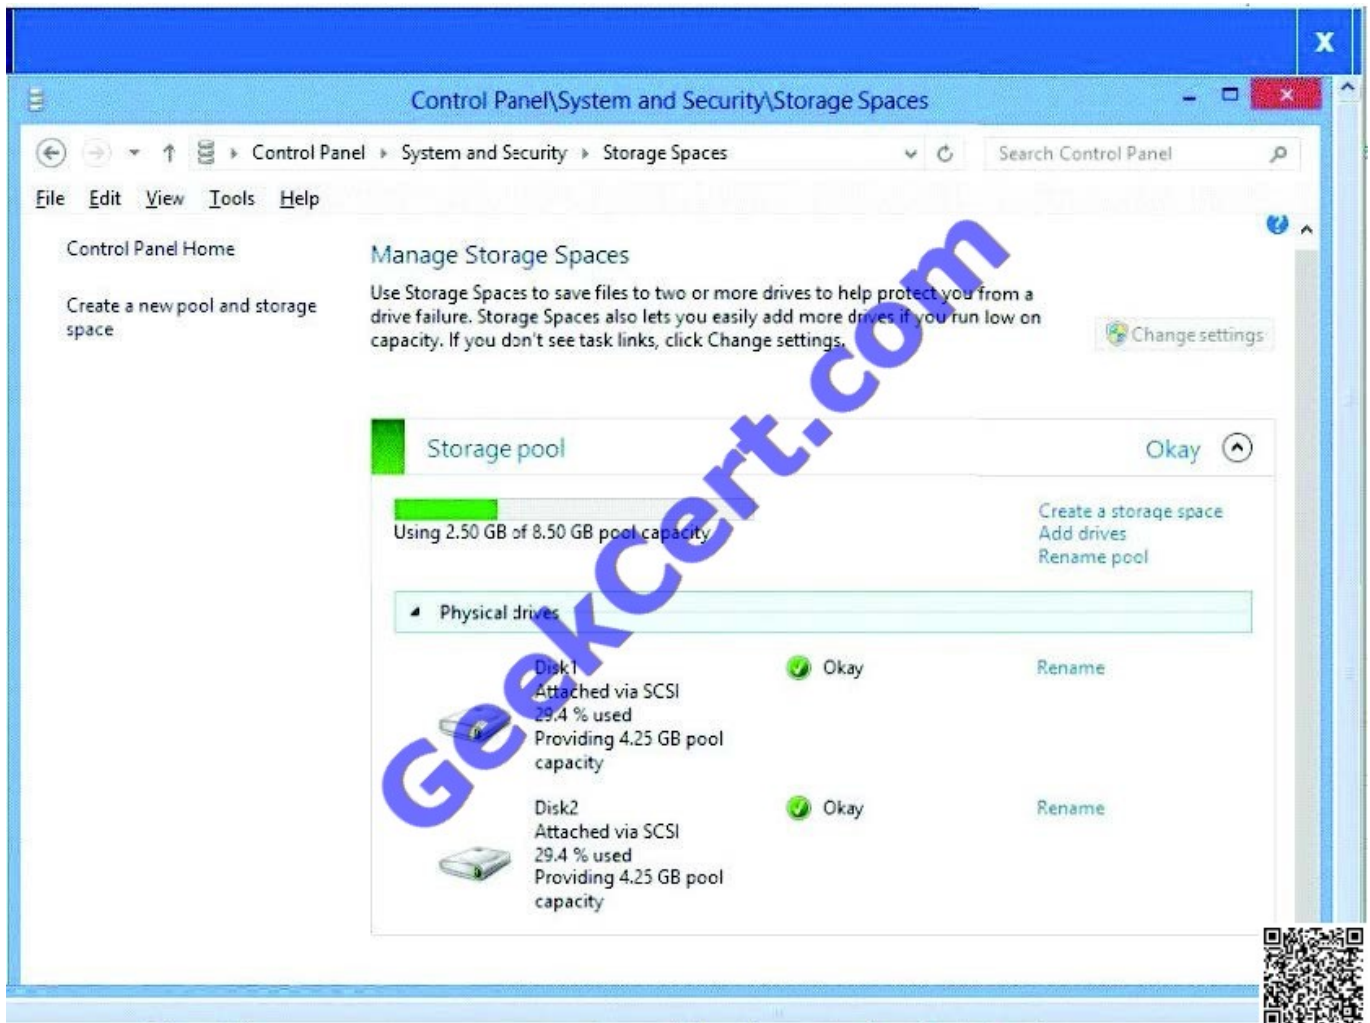 X
Control Panel\System and Security\Storage Spaces
Control Panel System and Security Storage Spaces
Search Control Panel
File Edit View Tools Help
Control Panel Home
Create a new pool and storage
space
Manage Storage Spaces
Use Storage Spaces to save files to two or more drives to help protect you from a
drive failure. Storage Spaces also lets you easily add more drives if you run low on
capacity. If you don't see task links, click Change settings.
Change settings
Storage pool
Okay
Using 2.50 GB of 8.50 GB pool capacity
Create a storage space
Add drives
Rename pool
Physical drives
Disk1
Attached via SCSI
29.4 % used
Providing 4.25 GB pool
capacity
Okay
Rename
Disk2
Attached via SCSI
29.4 % used
Providing 4.25 GB pool
capacity
Okay
Rename
GeekCert.com